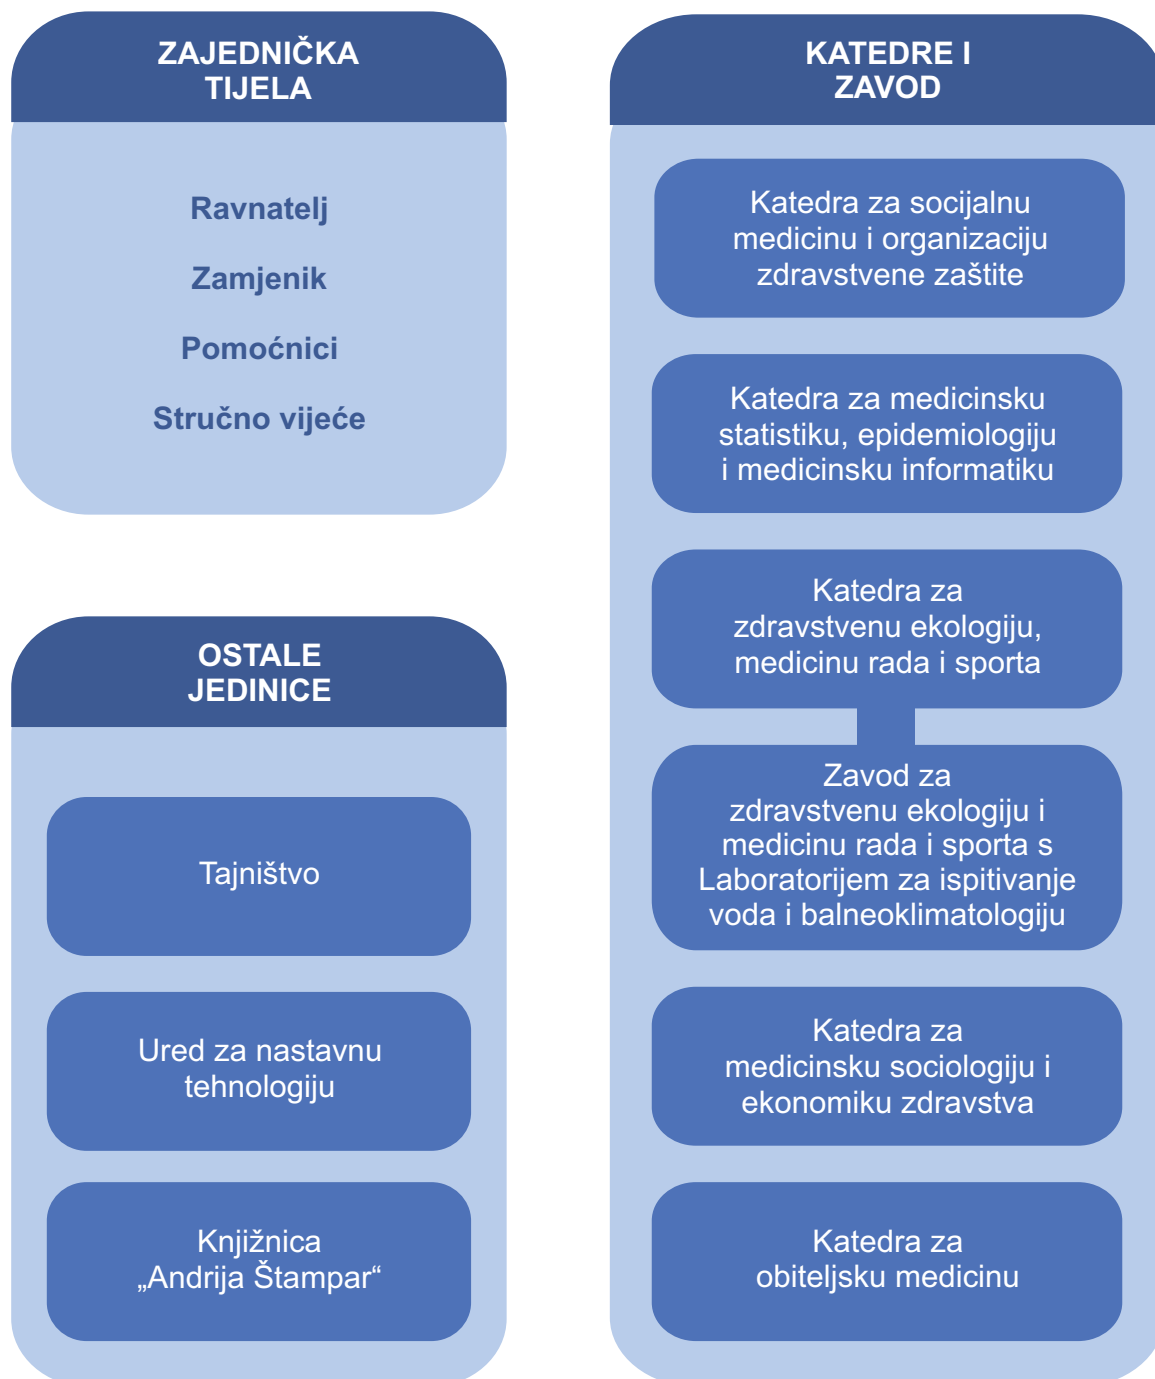 ZAJEDNIČKA
TIJELA
Ravnatelj
Zamjenik
Pomoćnici
Stručno vijeće
OSTALE
JEDINICE
Tajništvo
Ured za nastavnu
tehnologiju
Knjižnica
„Andrija Štampar“
KATEDRE I
ZAVOD
Katedra za socijalnu
medicinu i organizaciju
zdravstvene zaštite
Katedra za medicinsku
statistiku, epidemiologiju
i medicinsku informatiku
Katedra za
zdravstvenu ekologiju,
medicinu rada i sporta
Zavod za
zdravstvenu ekologiju i
medicinu rada i sporta s
Laboratorijem za ispitivanje
voda i balneoklimatologiju
Katedra za
medicinsku sociologiju i
ekonomiku zdravstva
Katedra za
obiteljsku medicinu